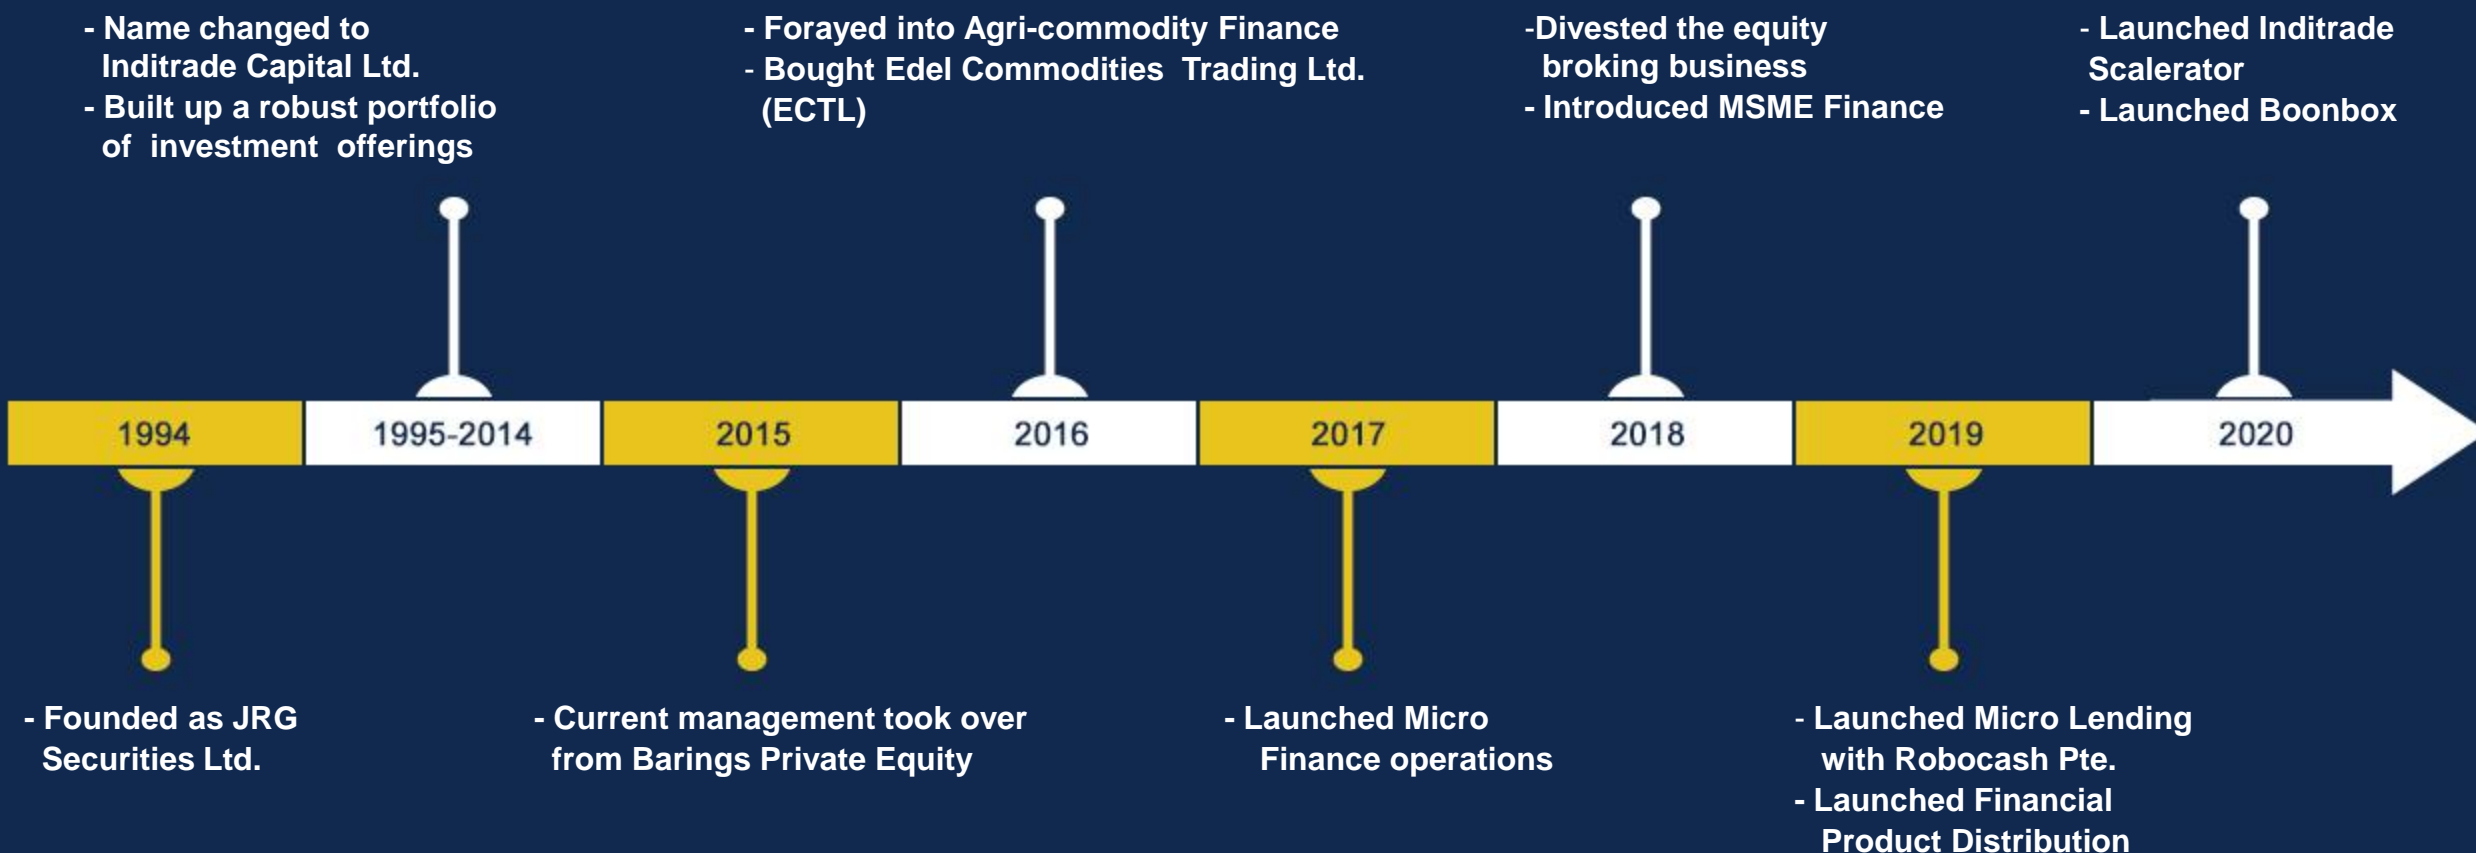 - Name changed to
Inditrade Capital Ltd.
- Built up a robust portfolio
of investment offerings
- Forayed into Agri-commodity Finance
- Bought Edel Commodities Trading Ltd.
(ECTL)
-Divested the equity
broking business
- Introduced MSME Finance
- Launched Inditrade
Scalerator
- Launched Boonbox
1994
1995-2014
2015
2016
2017
2018
2019
2020
- Founded as JRG
Securities Ltd.
- Current management took over
from Barings Private Equity
- Launched Micro
Finance operations
- Launched Micro Lending
with Robocash Pte.
- Launched Financial
Product Distribution